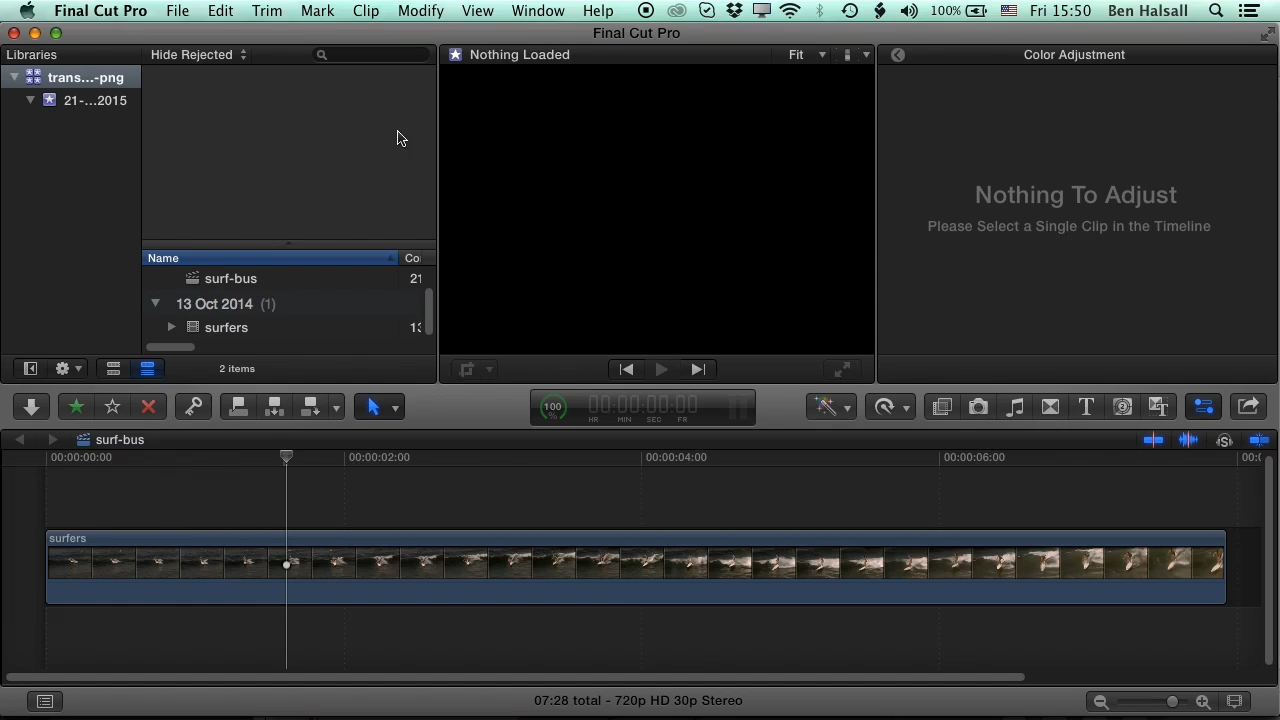 Final Cut Pro File Edit Trim Mark Clip Modify View Window Help 100% Fri 15:50 Ben Halsall
Final Cut Pro
Libraries Hide Rejected Nothing Loaded Fit Color Adjustment
trans...-png
21-...2015
Nothing To Adjust
Please Select a Single Clip in the Timeline
Name Co
surf-bus 21
13 Oct 2014 (1)
surfers 13
2 items
100 % 00:00:00:00
HR MIN SEC FR
surf-bus
00:00:00:00 00:00:02:00 00:00:04:00 00:00:06:00 00:(
surfers
07:28 total - 720p HD 30p Stereo